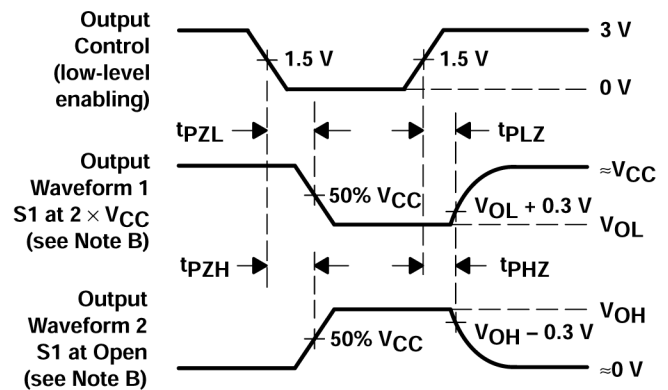 Output
Control
(low-level
enabling)
3 V
1.5 V
1.5 V
0 V
tPZL
tPLZ
Output
Waveform 1
S1 at 2 × VCC
(see Note B)
≈VCC
50% VCC
VOL + 0.3 V
VOL
tPZH
tPHZ
Output
Waveform 2
S1 at Open
(see Note B)
VOH
50% VCC
VOH – 0.3 V
≈0 V